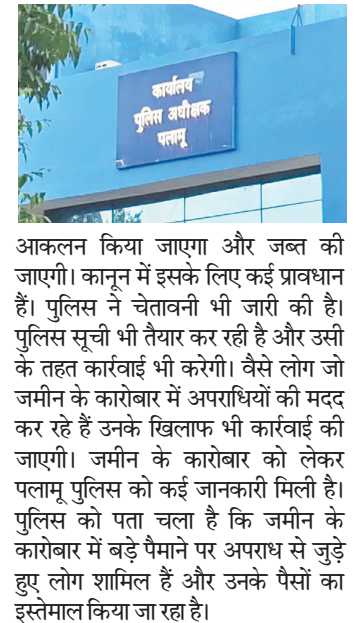 कार्यालय
पुलिस अधीक्षक
पलामू
आकलन किया जाएगा और जब्त की
जाएगी। कानून में इसके लिए कई प्रावधान
हैं। पुलिस ने चेतावनी भी जारी की है।
पुलिस सूची भी तैयार कर रही है और उसी
के तहत कार्रवाई भी करेगी। वैसे लोग जो
जमीन के कारोबार में अपराधियों की मदद
कर रहे हैं उनके खिलाफ भी कार्रवाई की
जाएगी। जमीन के कारोबार को लेकर
पलामू पुलिस को कई जानकारी मिली है।
पुलिस को पता चला है कि जमीन के
कारोबार में बड़े पैमाने पर अपराध से जुड़े
हुए लोग शामिल हैं और उनके पैसों का
इस्तेमाल किया जा रहा है।